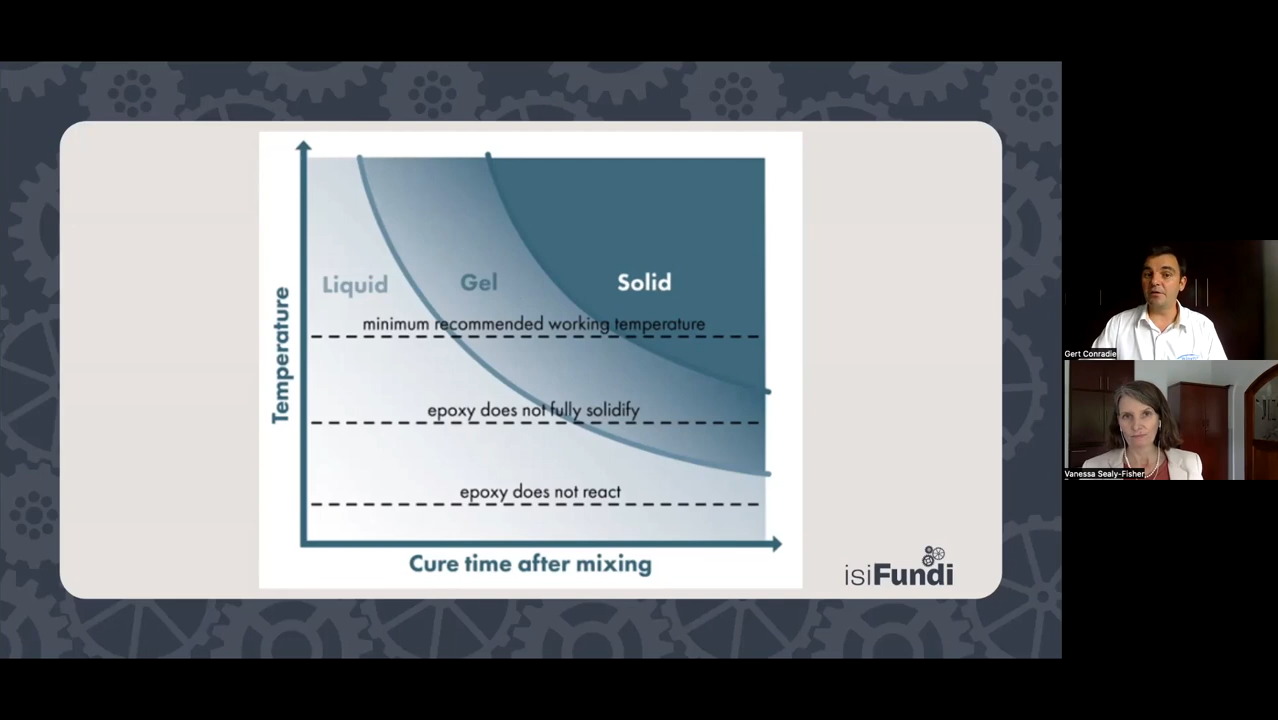 Liquid
Gel
Solid
minimum recommended working temperature
epoxy does not fully solidify
epoxy does not react
Temperature
Cure time after mixing
isiFundi
Gert Conradie
Vanessa Sealy-Fisher